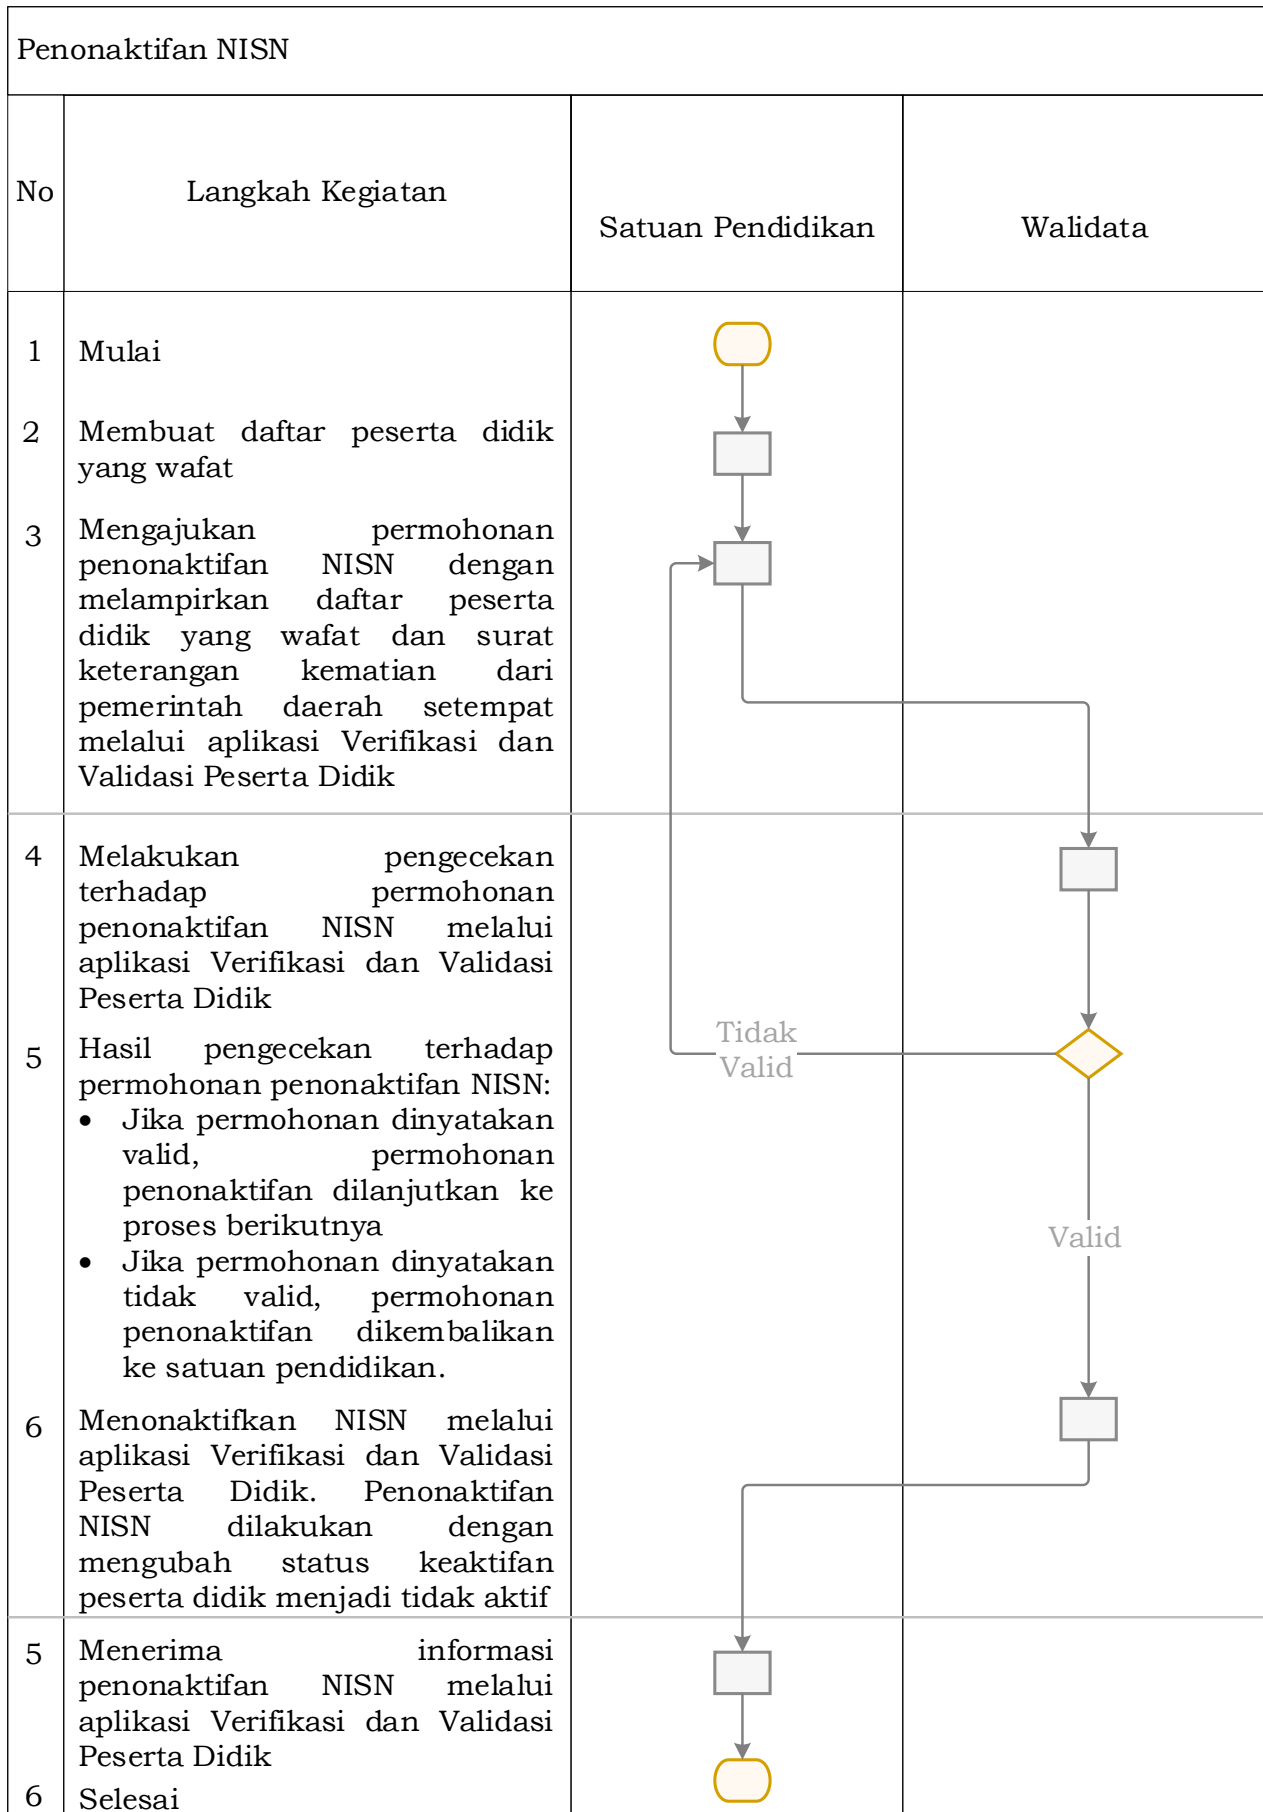 Penonaktifan NISN
No
Langkah Kegiatan
Satuan Pendidikan
Walidata
1
Mulai
2
Membuat daftar peserta didik
yang wafat
3
Mengajukan permohonan
penonaktifan NISN dengan
melampirkan daftar peserta
didik yang wafat dan surat
keterangan kematian dari
pemerintah daerah setempat
melalui aplikasi Verifikasi dan
Validasi Peserta Didik
4
Melakukan pengecekan
terhadap permohonan
penonaktifan NISN melalui
aplikasi Verifikasi dan Validasi
Peserta Didik
Tidak
Valid
5
Hasil pengecekan terhadap
permohonan penonaktifan NISN:
• Jika permohonan dinyatakan
valid, permohonan
penonaktifan dilanjutkan ke
proses berikutnya
Valid
• Jika permohonan dinyatakan
tidak valid, permohonan
penonaktifan dikembalikan
ke satuan pendidikan.
6
Menonaktifkan NISN melalui
aplikasi Verifikasi dan Validasi
Peserta Didik. Penonaktifan
NISN dilakukan dengan
mengubah status keaktifan
peserta didik menjadi tidak aktif
5
Menerima informasi
penonaktifan NISN melalui
aplikasi Verifikasi dan Validasi
Peserta Didik
6
Selesai